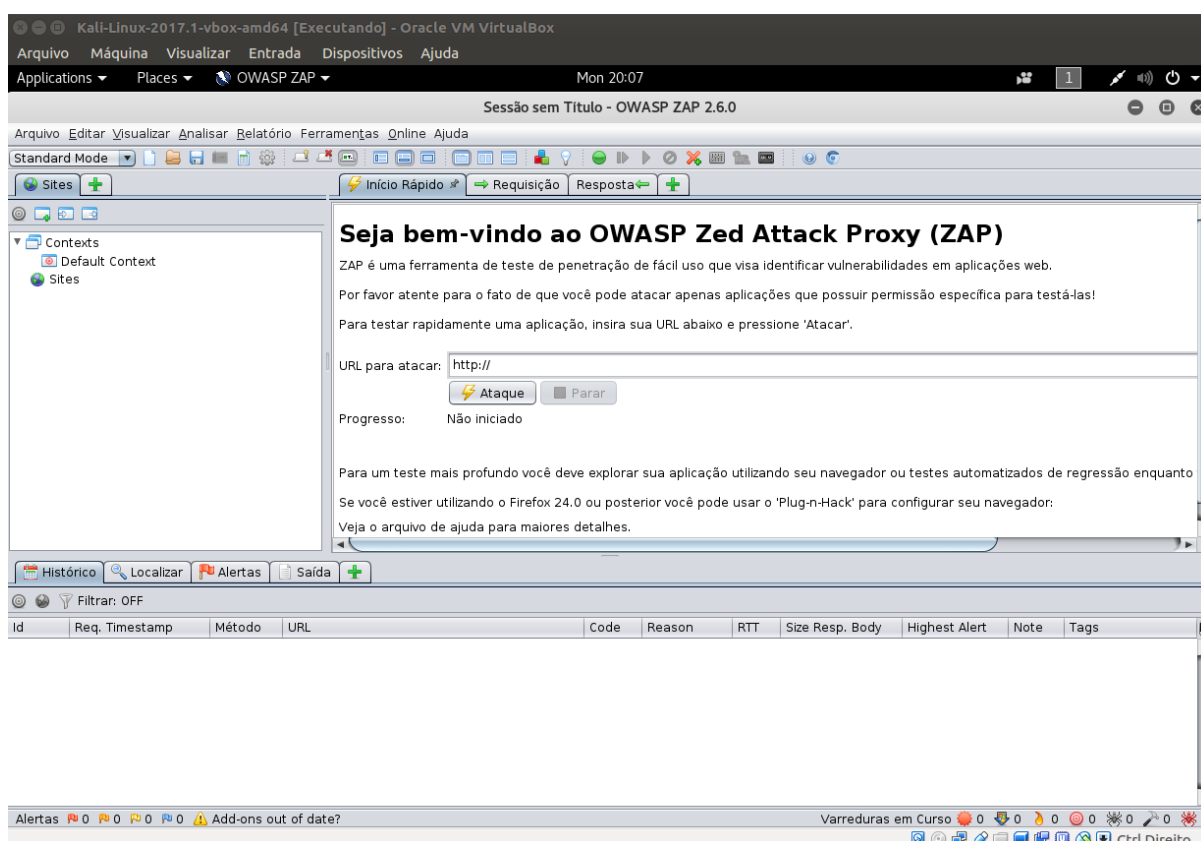 Kali-Linux-2017.1-vbox-amd64 [Executando] - Oracle VM VirtualBox
Arquivo Máquina Visualizar Entrada Dispositivos Ajuda
Applications Places OWASP ZAP Mon 20:07 1
Sessão sem Título - OWASP ZAP 2.6.0
Arquivo Editar Visualizar Analisar Relatório Ferramentas Online Ajuda
Standard Mode
Sites
Início Rápido Requisição Resposta
Contexts
Default Context
Sites
Seja bem-vindo ao OWASP Zed Attack Proxy (ZAP)
ZAP é uma ferramenta de teste de penetração de fácil uso que visa identificar vulnerabilidades em aplicações web.
Por favor atente para o fato de que você pode atacar apenas aplicações que possuir permissão específica para testá-las!
Para testar rapidamente uma aplicação, insira sua URL abaixo e pressione 'Atacar'.
URL para atacar: http://
Ataque Parar
Progresso: Não iniciado
Para um teste mais profundo você deve explorar sua aplicação utilizando seu navegador ou testes automatizados de regressão enquanto
Se você estiver utilizando o Firefox 24.0 ou posterior você pode usar o 'Plug-n-Hack' para configurar seu navegador:
Veja o arquivo de ajuda para maiores detalhes.
Histórico Localizar Alertas Saída
Filtrar: OFF
Id Req. Timestamp Método URL Code Reason RTT Size Resp. Body Highest Alert Note Tags
Alertas 0 0 0 0 Add-ons out of date? Varreduras em Curso 0 0 0 0 0 0
Ctrl Direito